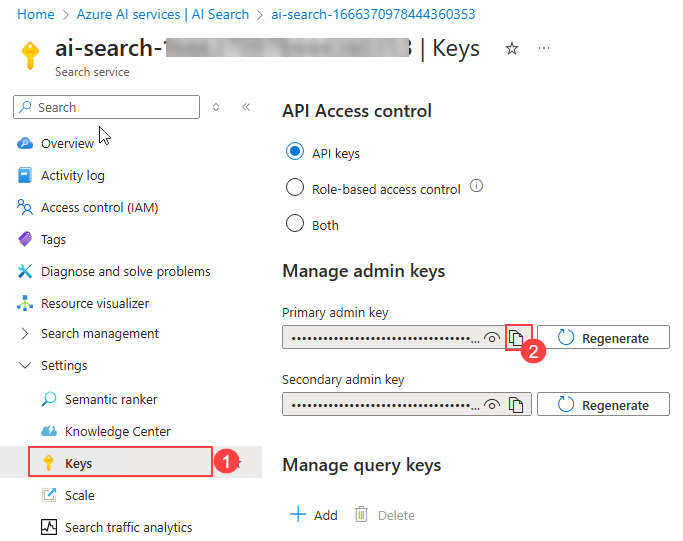 Home > Azure AI services | AI Search > ai-search-1666370978444360353
ai-search-1 | Keys
Search service
Search
Overview
Activity log
Access control (IAM)
Tags
Diagnose and solve problems
Resource visualizer
Search management
Settings
Semantic ranker
Knowledge Center
Keys 1
Scale
Search traffic analytics
API Access control
API keys
Role-based access control
Both
Manage admin keys
Primary admin key
Regenerate
2
Secondary admin key
Regenerate
Manage query keys
Add Delete